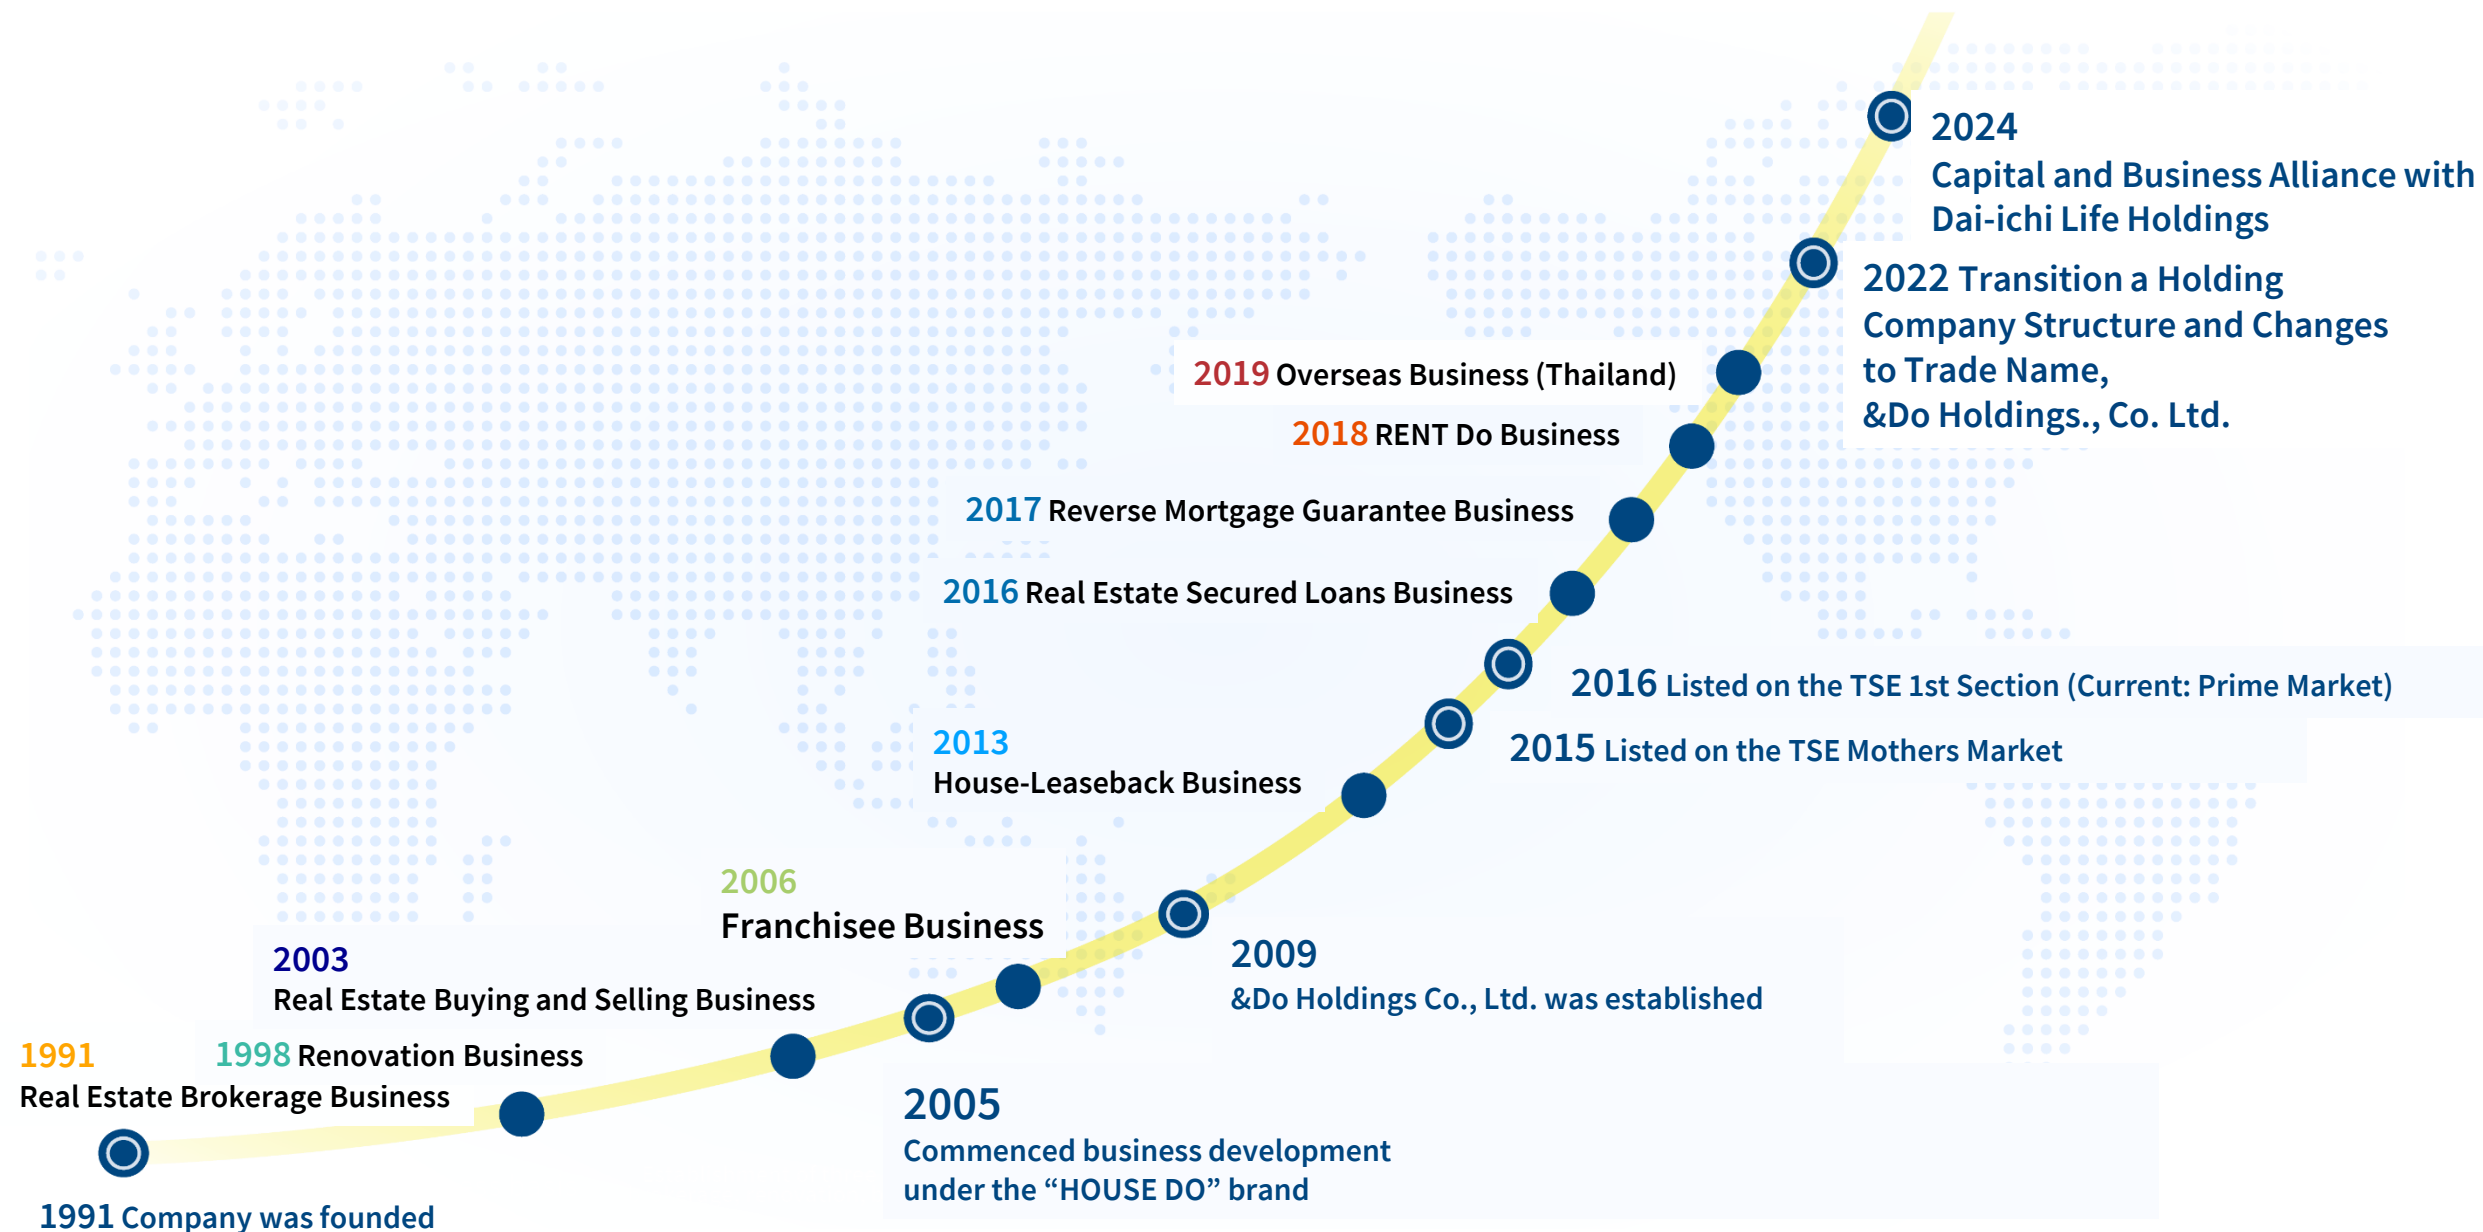 2024
Capital and Business Alliance with
Dai-ichi Life Holdings
2022 Transition a Holding
Company Structure and Changes
to Trade Name,
&Do Holdings., Co. Ltd.
2019 Overseas Business (Thailand)
2018 RENT Do Business
2017 Reverse Mortgage Guarantee Business
2016 Real Estate Secured Loans Business
2016 Listed on the TSE 1st Section (Current: Prime Market)
2015 Listed on the TSE Mothers Market
2013
House-Leaseback Business
2006
Franchisee Business
2009
&Do Holdings Co., Ltd. was established
2003
Real Estate Buying and Selling Business
1998 Renovation Business
1991
Real Estate Brokerage Business
2005
Commenced business development
under the “HOUSE DO” brand
1991 Company was founded